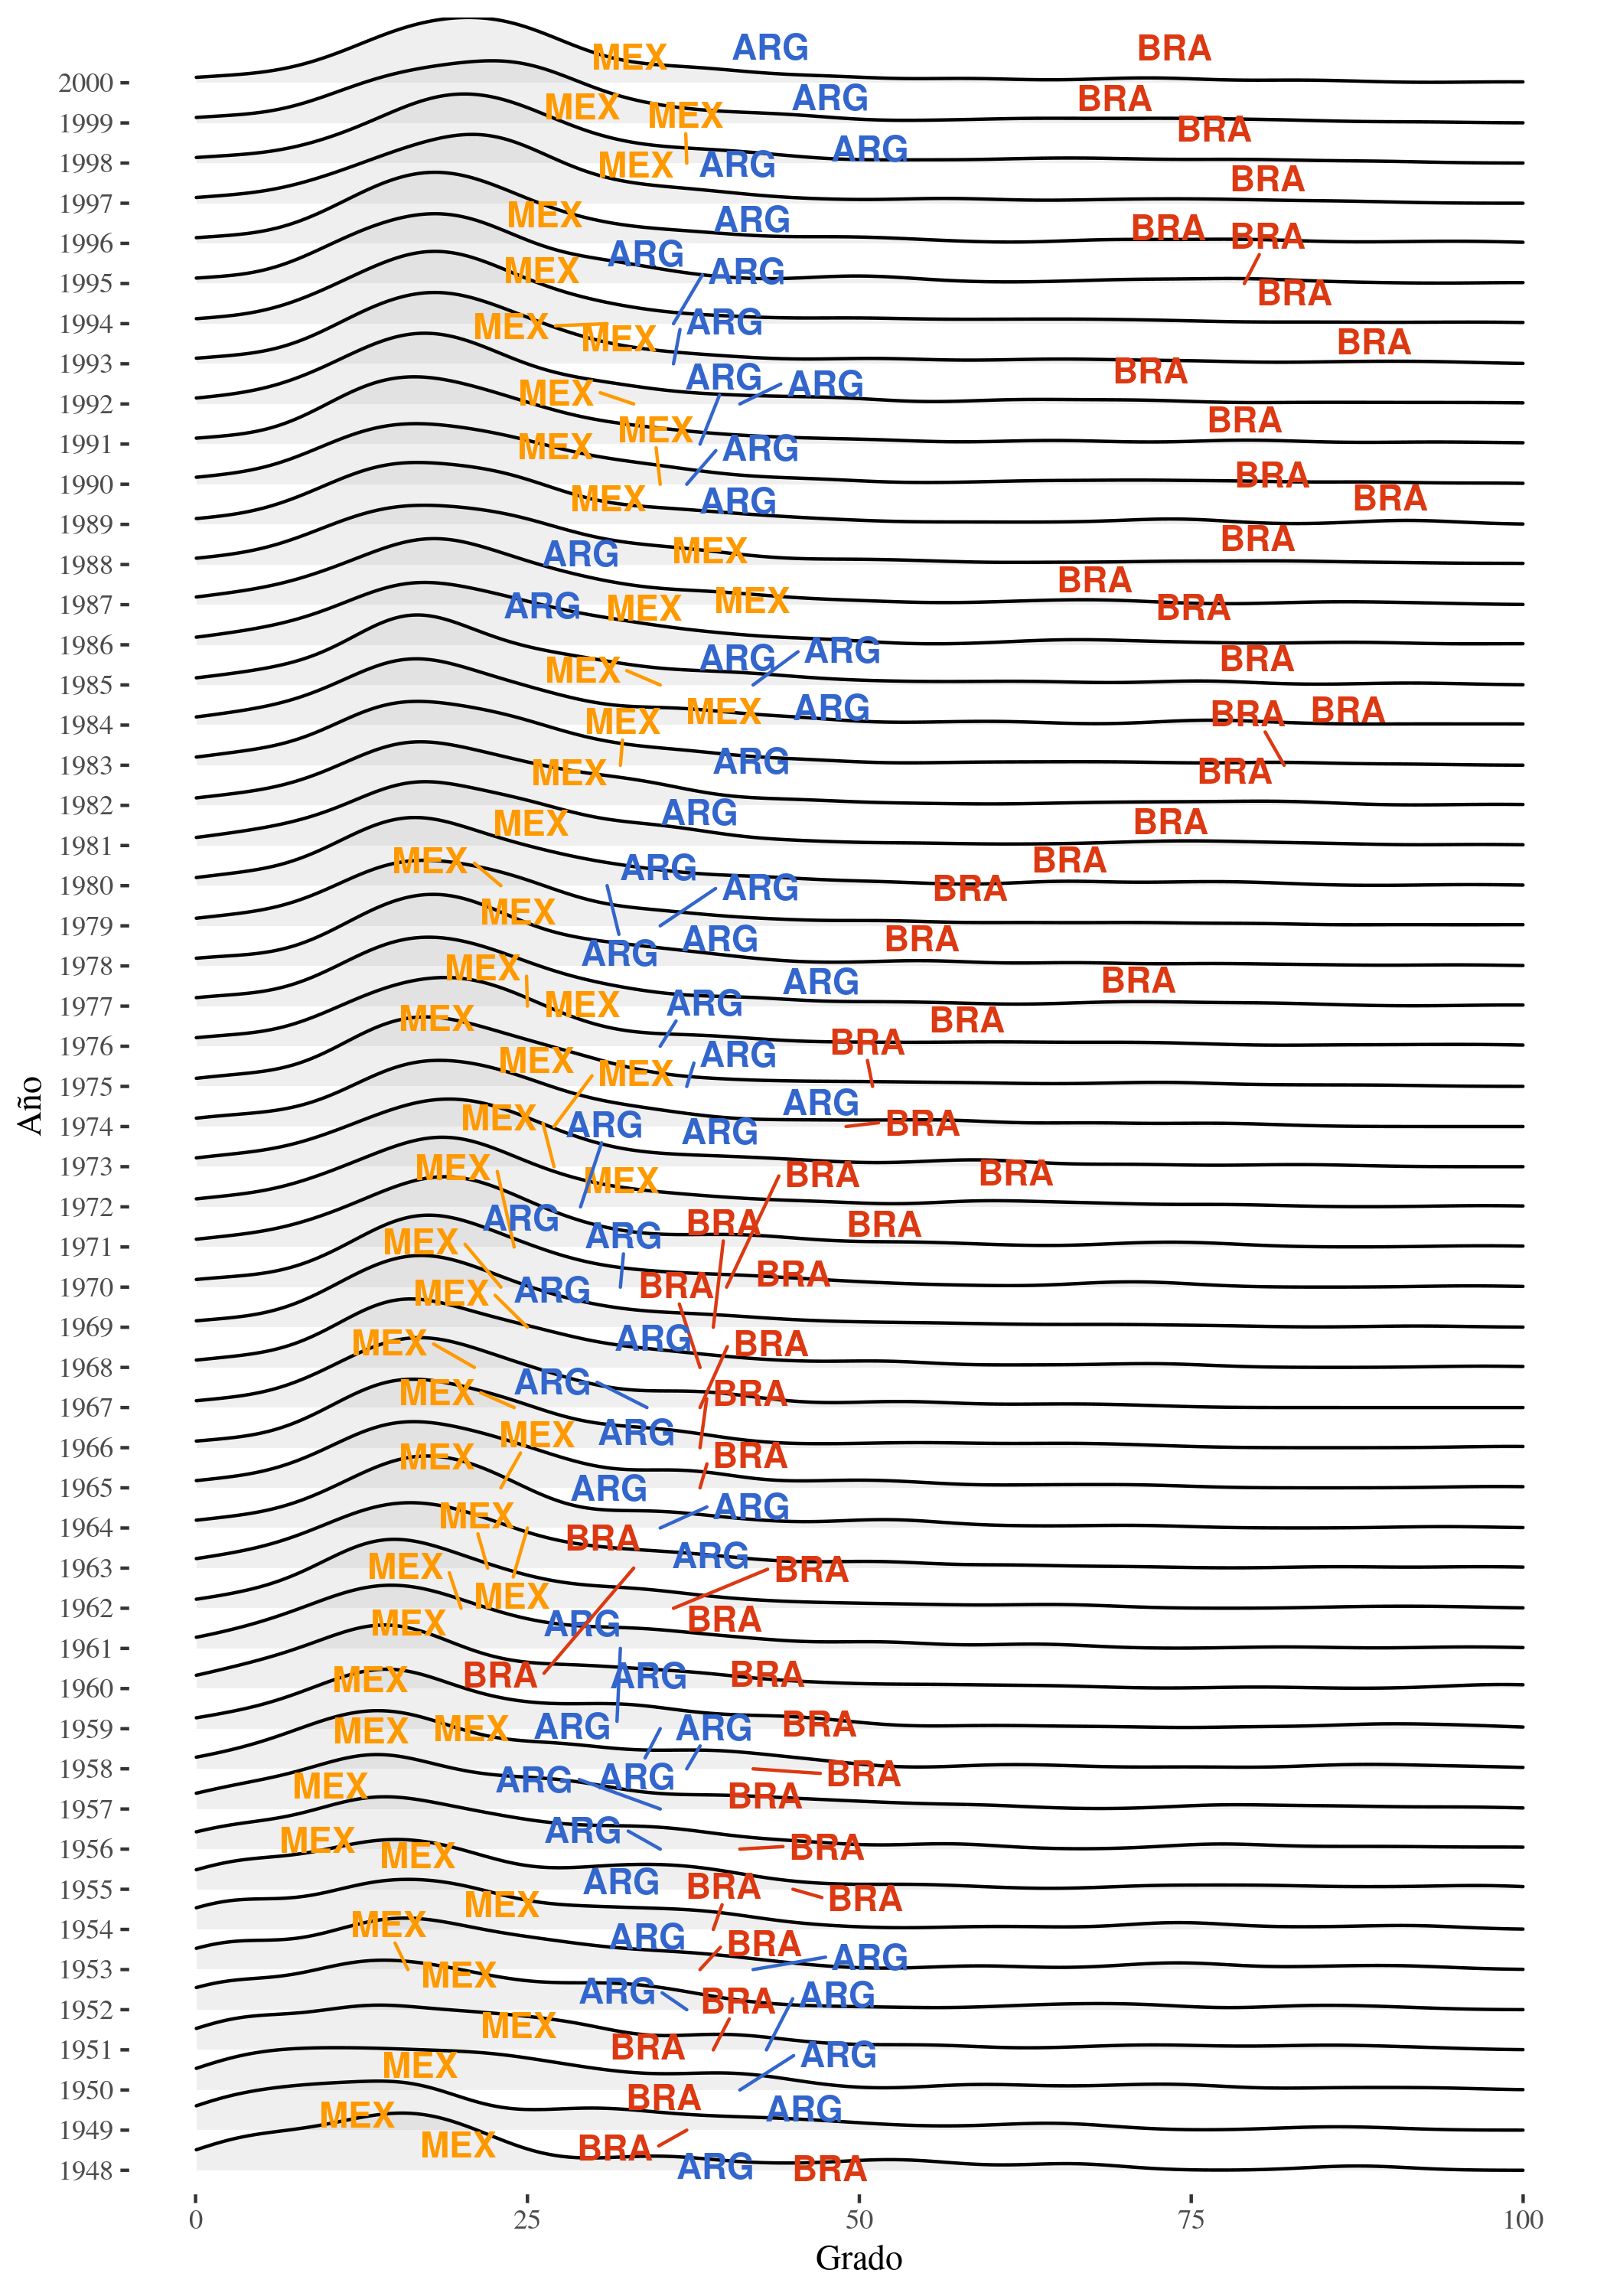 MEX ARG BRA
2000
MEX ARG BRA
MEX
1999
BRA
1998 MEX ARG ARG
BRA
1997
MEX ARG BRA BRA
1996
ARG
MEX ARG
1995 BRA
1994 MEX MEX ARG
BRA
1993
ARG BRA
MEX ARG
1992
BRA
MEX
1991 MEX ARG
BRA
1990
MEX ARG BRA
1989
BRA
ARG MEX
1988
BRA
1987 ARG MEX MEX BRA
1986
ARG ARG BRA
MEX
1985
MEX ARG BRA BRA
1984 MEX
1983 MEX ARG BRA
1982
MEX ARG BRA
1981
MEX ARG BRA
1980 ARG BRA
MEX
1979
ARG BRA
ARG
1978 MEX
ARG BRA
1977 MEX ARG
MEX BRA
1976 BRA
MEX ARG
1975 MEX
ARG
MEX
1974 ARG ARG BRA
Año
1973 MEX BRA BRA
MEX
1972
ARG BRA BRA
MEX ARG
1971
BRA BRA
1970 MEX ARG
1969
MEX ARG BRA
1968
ARG
MEX BRA
1967
MEX ARG
1966
MEX BRA
1965 ARG
ARG
MEX
1964 BRA
ARG
1963 MEX BRA
MEX
1962
MEX ARG BRA
1961
MEX BRA ARG BRA
1960
MEX MEX ARG ARG BRA
1959
1958 ARG ARG BRA
MEX BRA
1957
ARG
1956 MEX BRA
MEX
ARG BRA
1955 BRA
MEX
1954 MEX ARG
BRA ARG
1953 MEX
ARG BRA ARG
1952
MEX
1951 BRA ARG
MEX
1950 BRA
ARG
1949 MEX
MEX BRA
1948 ARG BRA
0 25 50 75 100
Grado